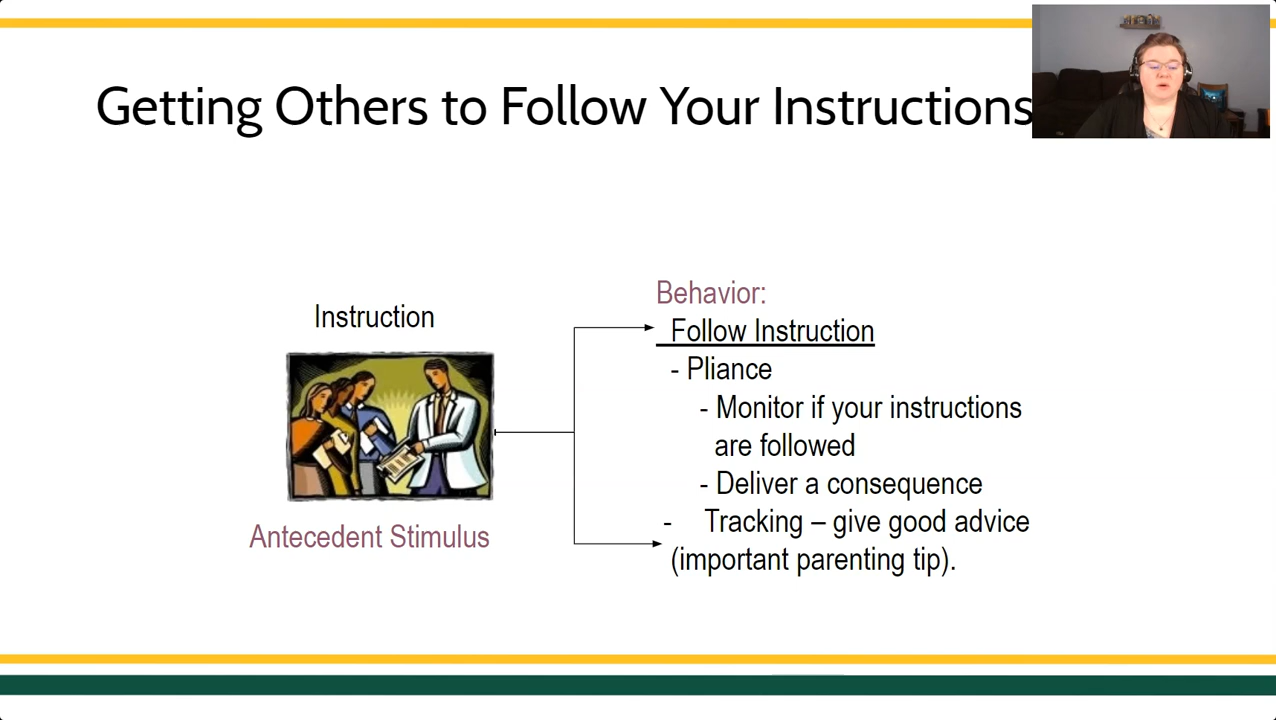 Getting Others to Follow Your Instructions
Instruction
Antecedent Stimulus
Behavior:
Follow Instruction
- Pliance
- Monitor if your instructions
are followed
- Deliver a consequence
- Tracking – give good advice
(important parenting tip).